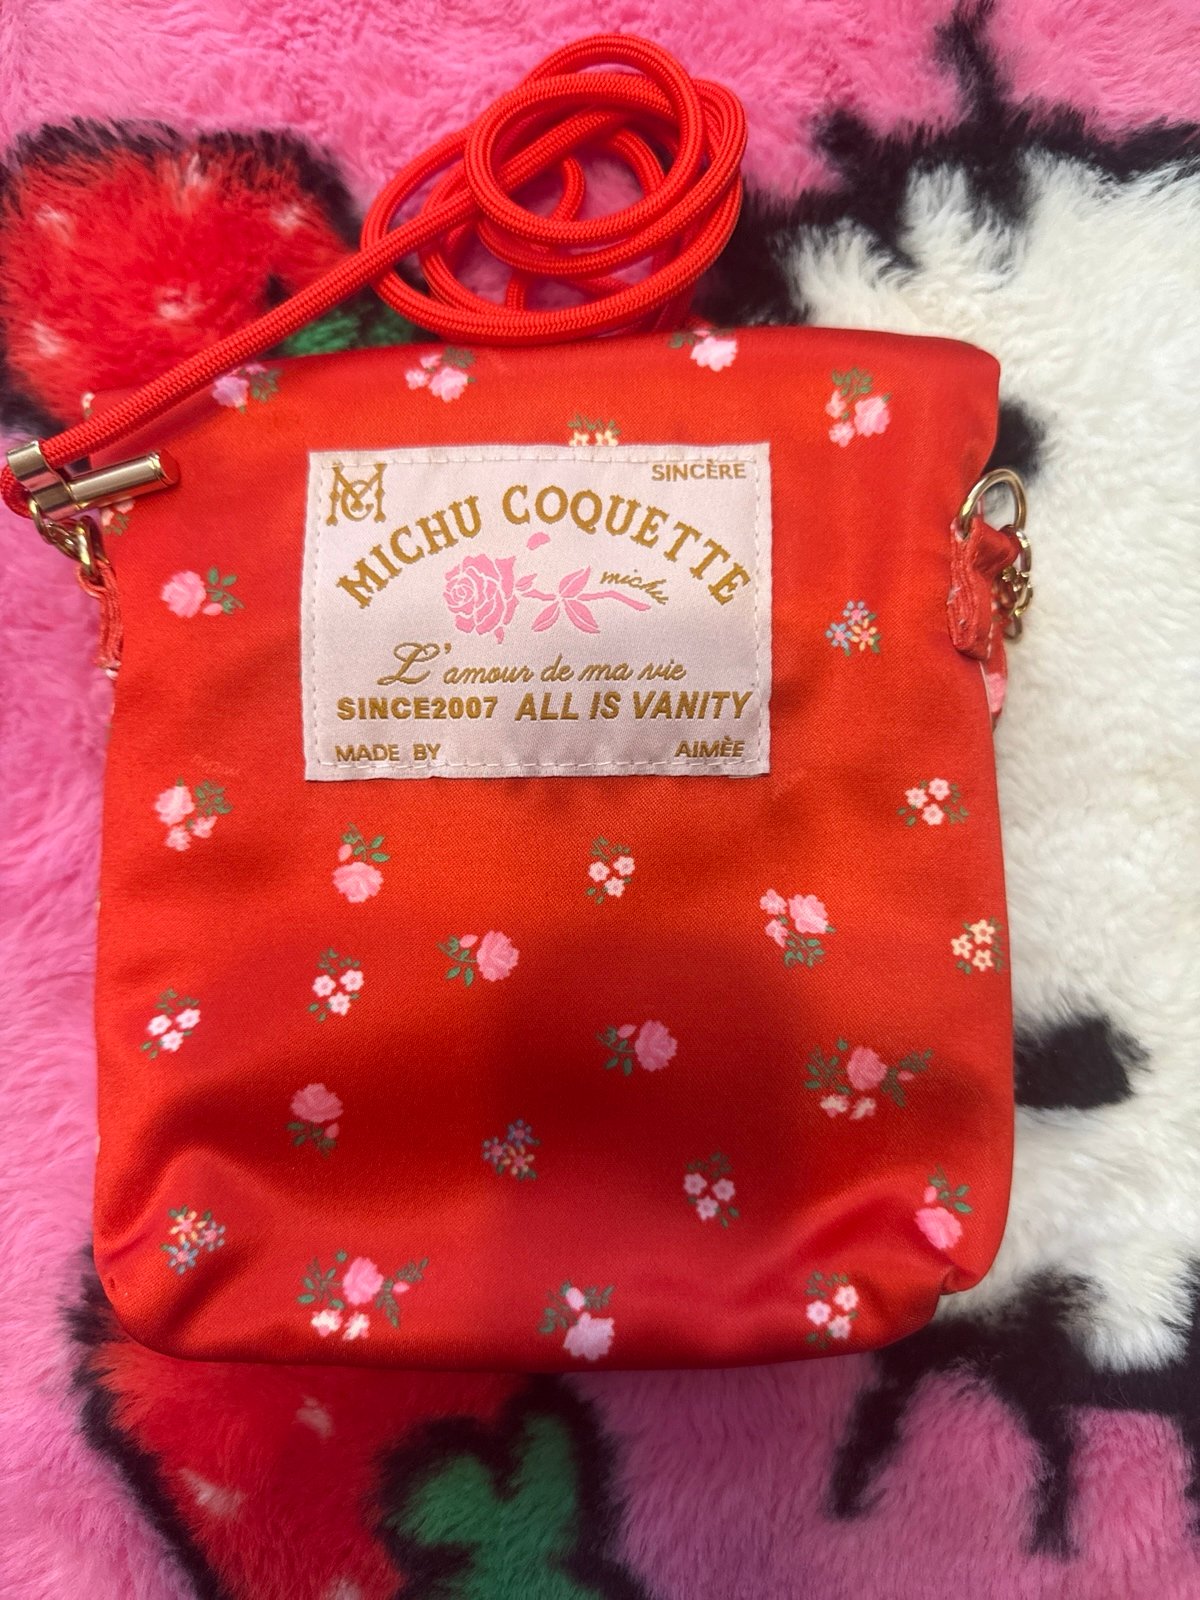 MC
SINCÈRE
MICHU COQUETTE
michu
L'amour de ma vie
SINCE2007 ALL IS VANITY
MADE BY AIMÈE